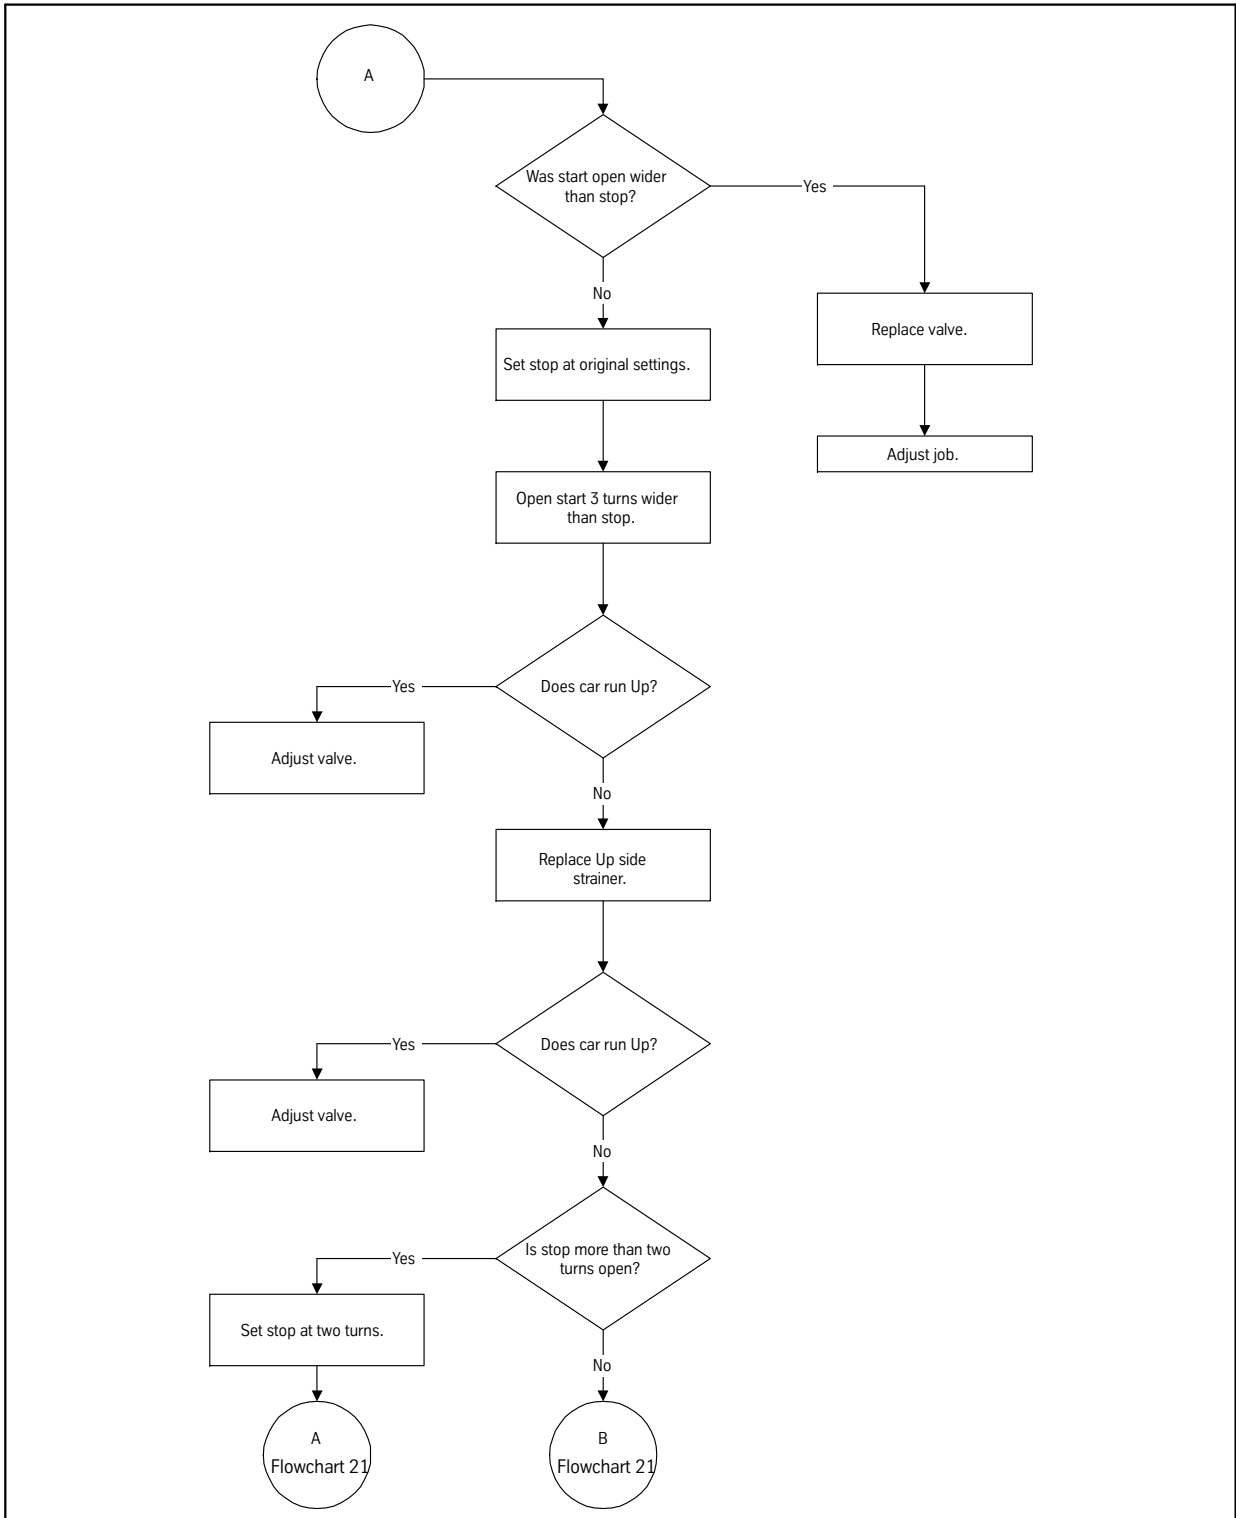 A
Was start open wider
than stop?
Yes
No
Replace valve.
Set stop at original settings.
Adjust job.
Open start 3 turns wider
than stop.
Does car run Up?
Yes
Adjust valve.
No
Replace Up side
strainer.
Does car run Up?
Yes
Adjust valve.
No
Is stop more than two
turns open?
Yes
Set stop at two turns.
No
A
Flowchart 21
B
Flowchart 21